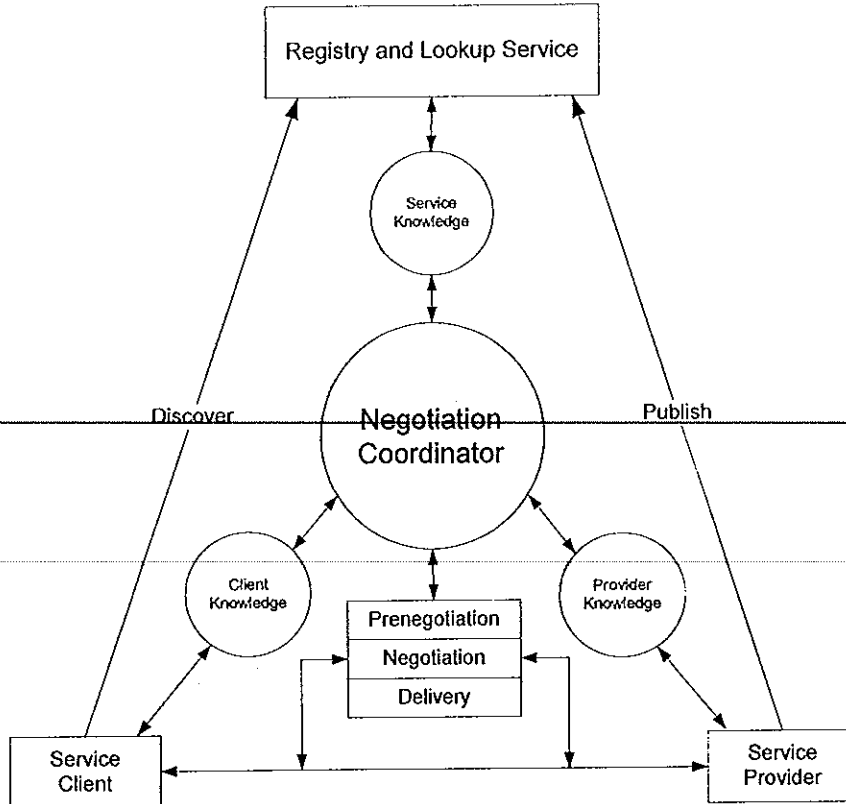 Registry and Lookup Service
Service
Knowledge
Discover
Publish
Negotiation
Coordinator
Client
Knowledge
Provider
Knowledge
Prenegotiation
Negotiation
Delivery
Service
Client
Service
Provider